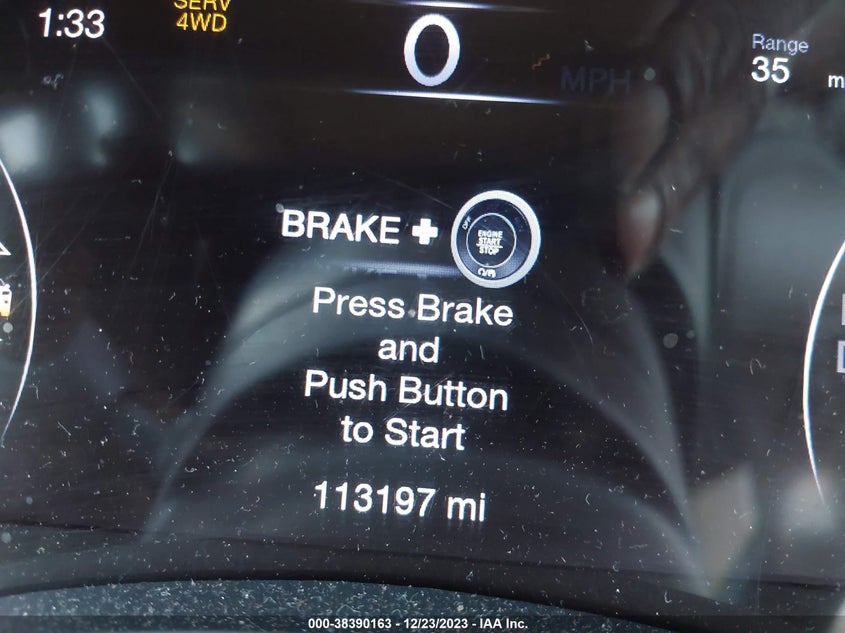 1:33
SERV
4WD
0
MPH
Range
35
m
BRAKE +
OFF
ENGINE
START
STOP
Press Brake
and
Push Button
to Start
113197 mi
000-38390163 - 12/23/2023 - IAA Inc.